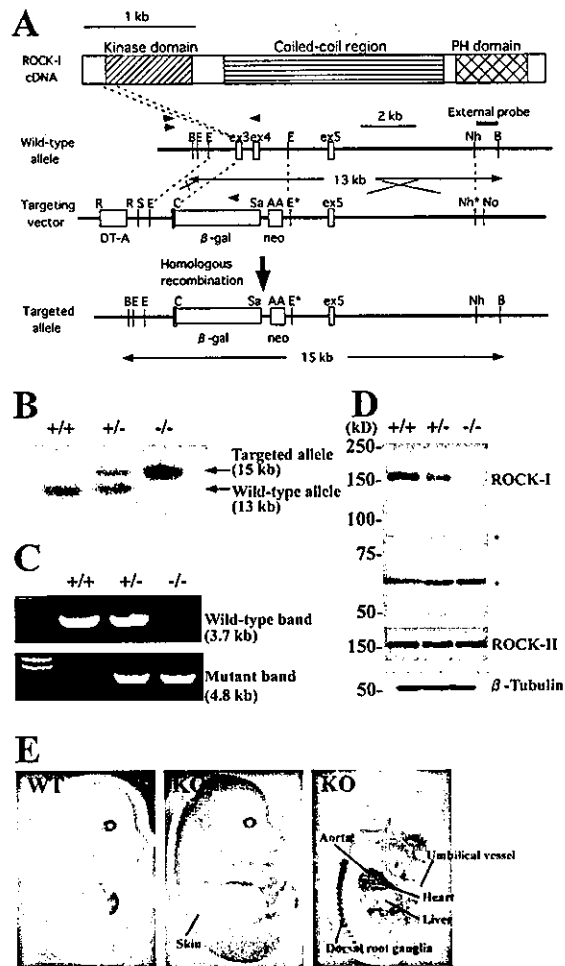 A
1 kb
Kinase domain
Coiled-coil region
PH domain
ROCK-I
cDNA
2 kb
External probe
BE E ex3 ex4 E ex5 Nh B
Wild-type
allele
13 kb
R R S E C Sa AA E* ex5 Nh* No
Targeting
vector
DT-A β-gal neo
Homologous
recombination
BE E C Sa AA E* ex5 Nh B
Targeted
allele
β-gal neo
15 kb
B
+/+ +/- -/-
Targeted allele
(15 kb)
Wild-type allele
(13 kb)
C
+/+ +/- -/-
Wild-type band
(3.7 kb)
Mutant band
(4.8 kb)
D
(kD) +/+ +/- -/-
250-
150- ROCK-I
100-
*
75-
*
50-
150- ROCK-II
50- β-Tubulin
E
WT KO KO
Skin
Aorta
Umbilical vessel
Heart
Liver
Dorsal root ganglia